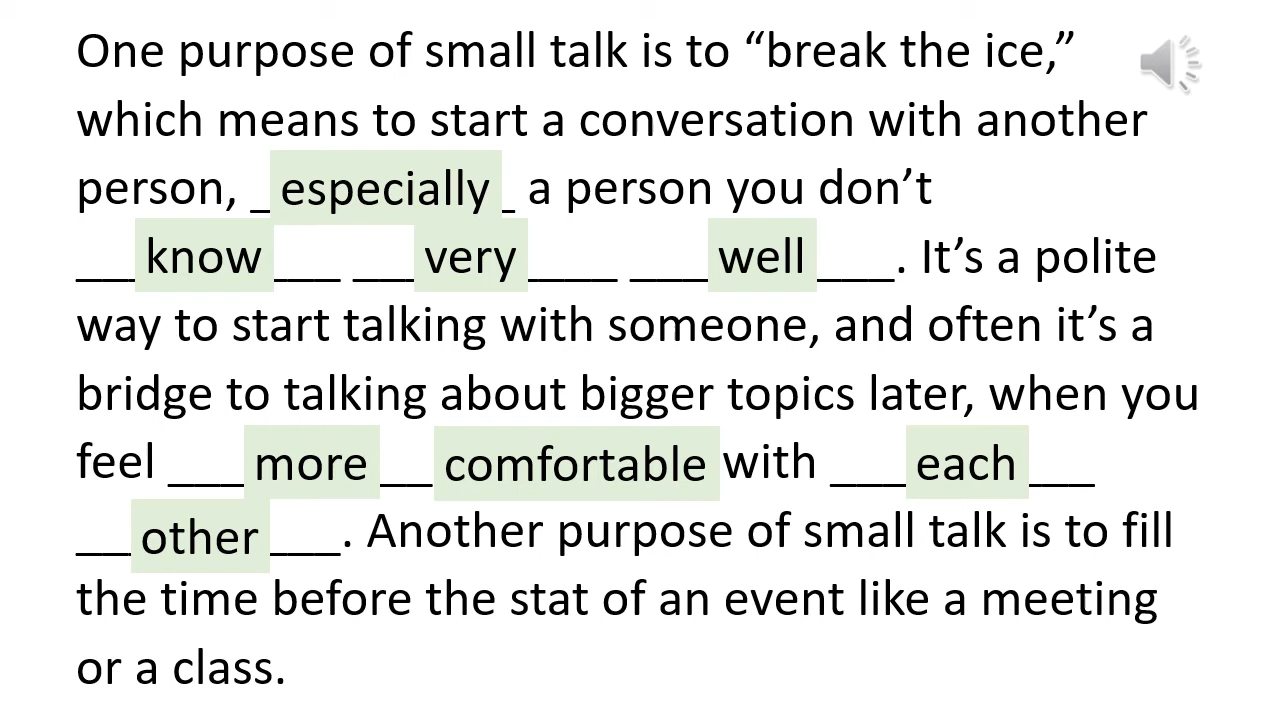 One purpose of small talk is to “break the ice,”
which means to start a conversation with another
person, _ especially _ a person you don’t
___ know ___ ___ very ____ ___ well ___. It’s a polite
way to start talking with someone, and often it’s a
bridge to talking about bigger topics later, when you
feel ___ more __ comfortable with ___ each ___
__ other ___. Another purpose of small talk is to fill
the time before the stat of an event like a meeting
or a class.